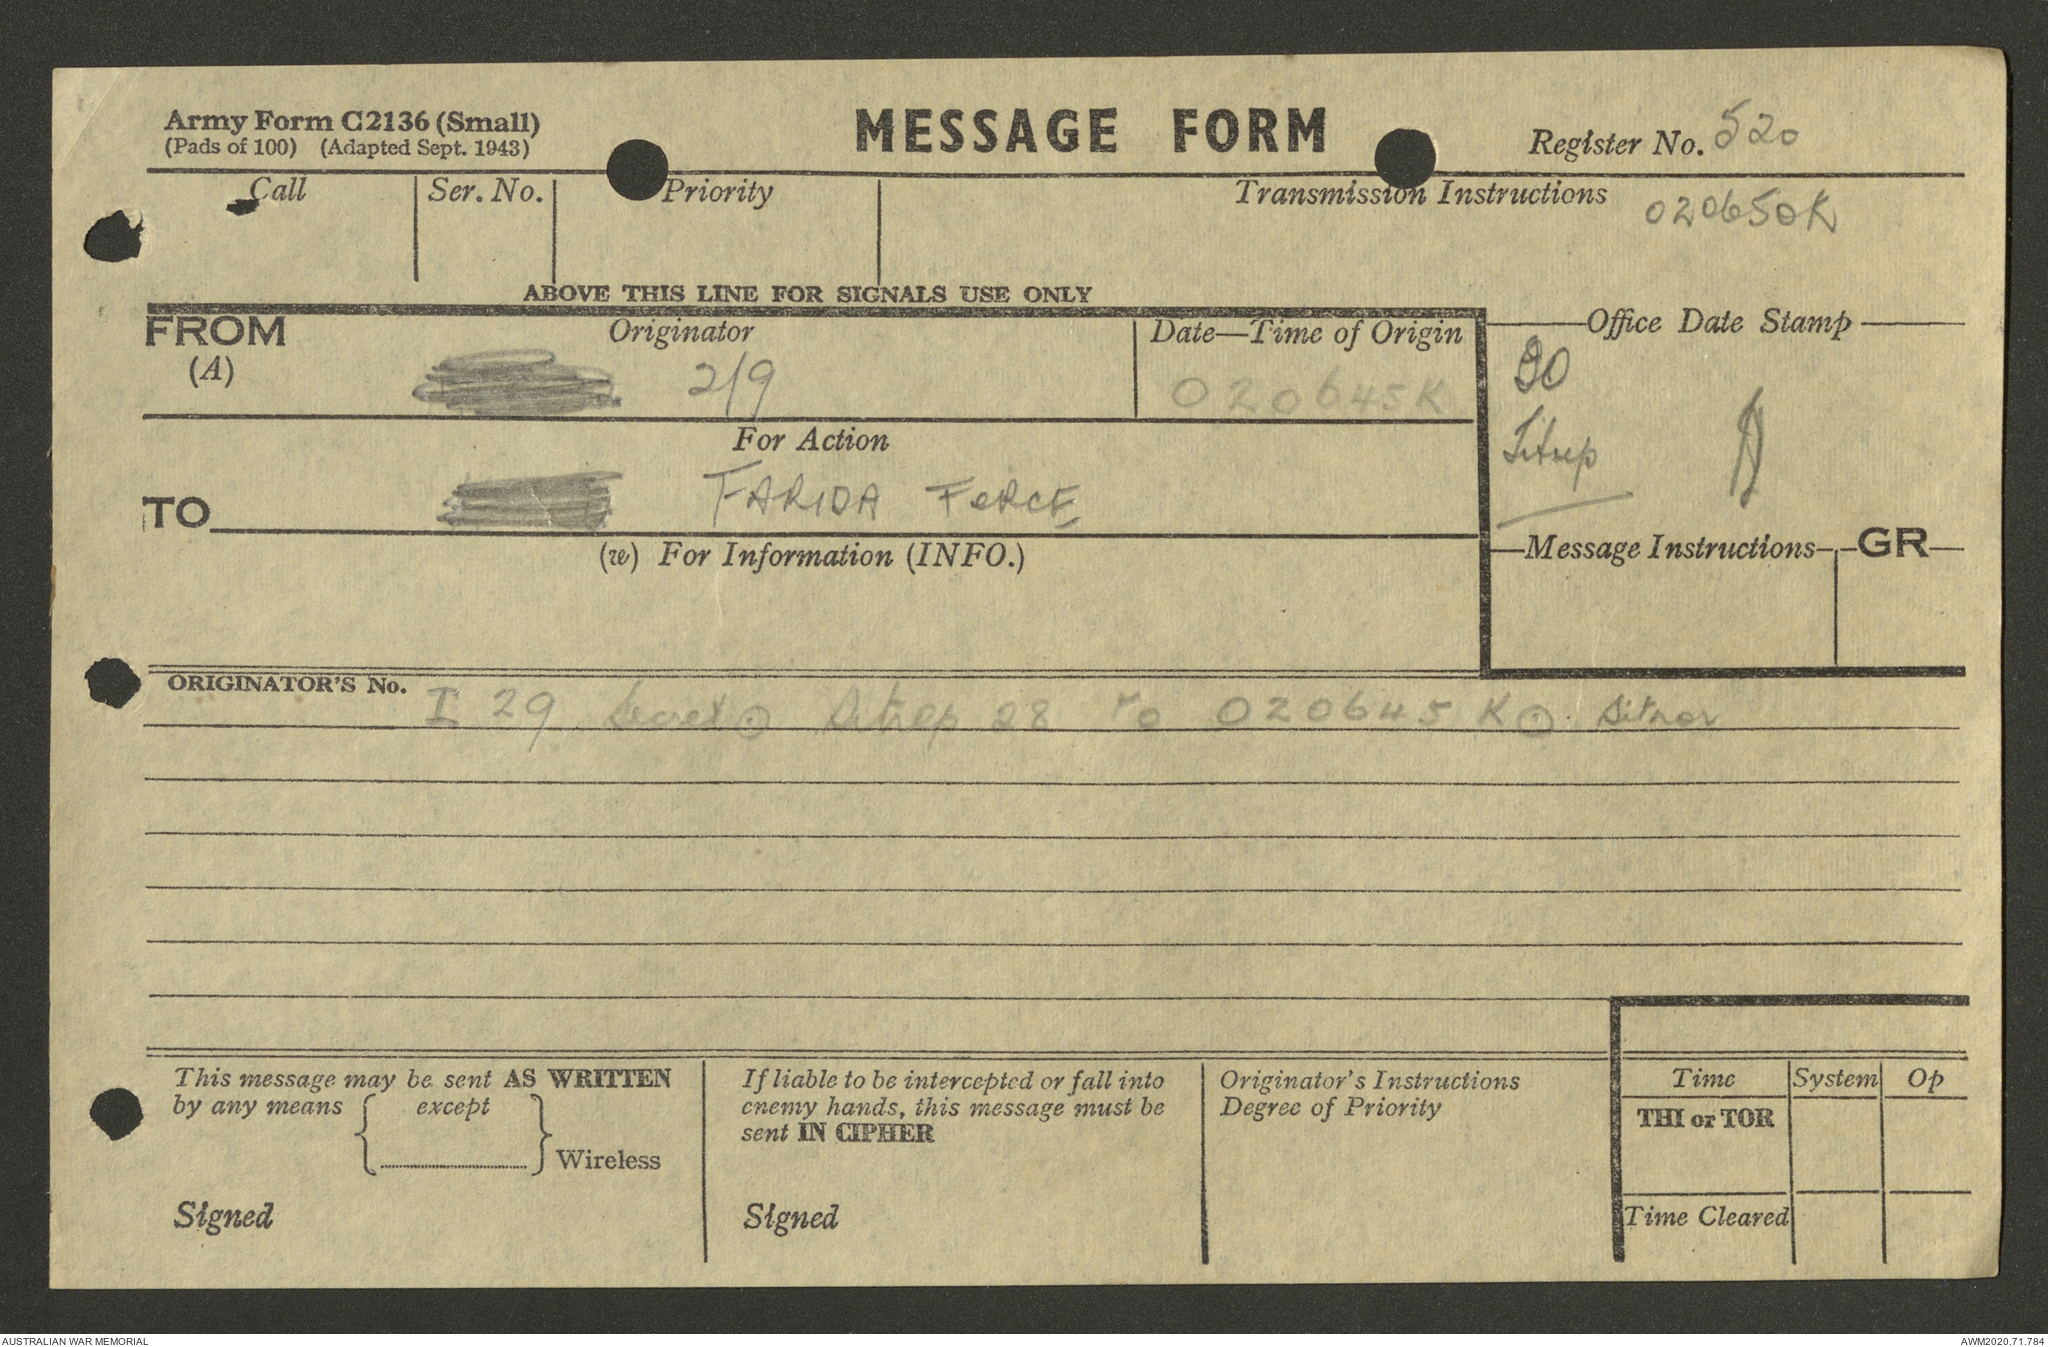 Army Form C2136 (Small)
(Pads of 100) (Adapted Sept. 1943)
MESSAGE FORM
Register No. 520
Call
Ser. No.
Priority
Transmission Instructions
020650K
ABOVE THIS LINE FOR SIGNALS USE ONLY
FROM
(A)
Originator
2/9
Date—Time of Origin
020645K
Office Date Stamp
Sitrep
For Action
TO
FARIDA FORCE
(w) For Information (INFO.)
Message Instructions
GR
ORIGINATOR'S No.
I 29 Secret ⊙ Sitrep 28 to 020645 K ⊙ Sitnor
This message may be sent AS WRITTEN
by any means { except } Wireless
Signed
If liable to be intercepted or fall into
enemy hands, this message must be
sent IN CIPHER
Signed
Originator's Instructions
Degree of Priority
Time
System
Op
THI or TOR
Time Cleared
AUSTRALIAN WAR MEMORIAL
AWM2020.71.784